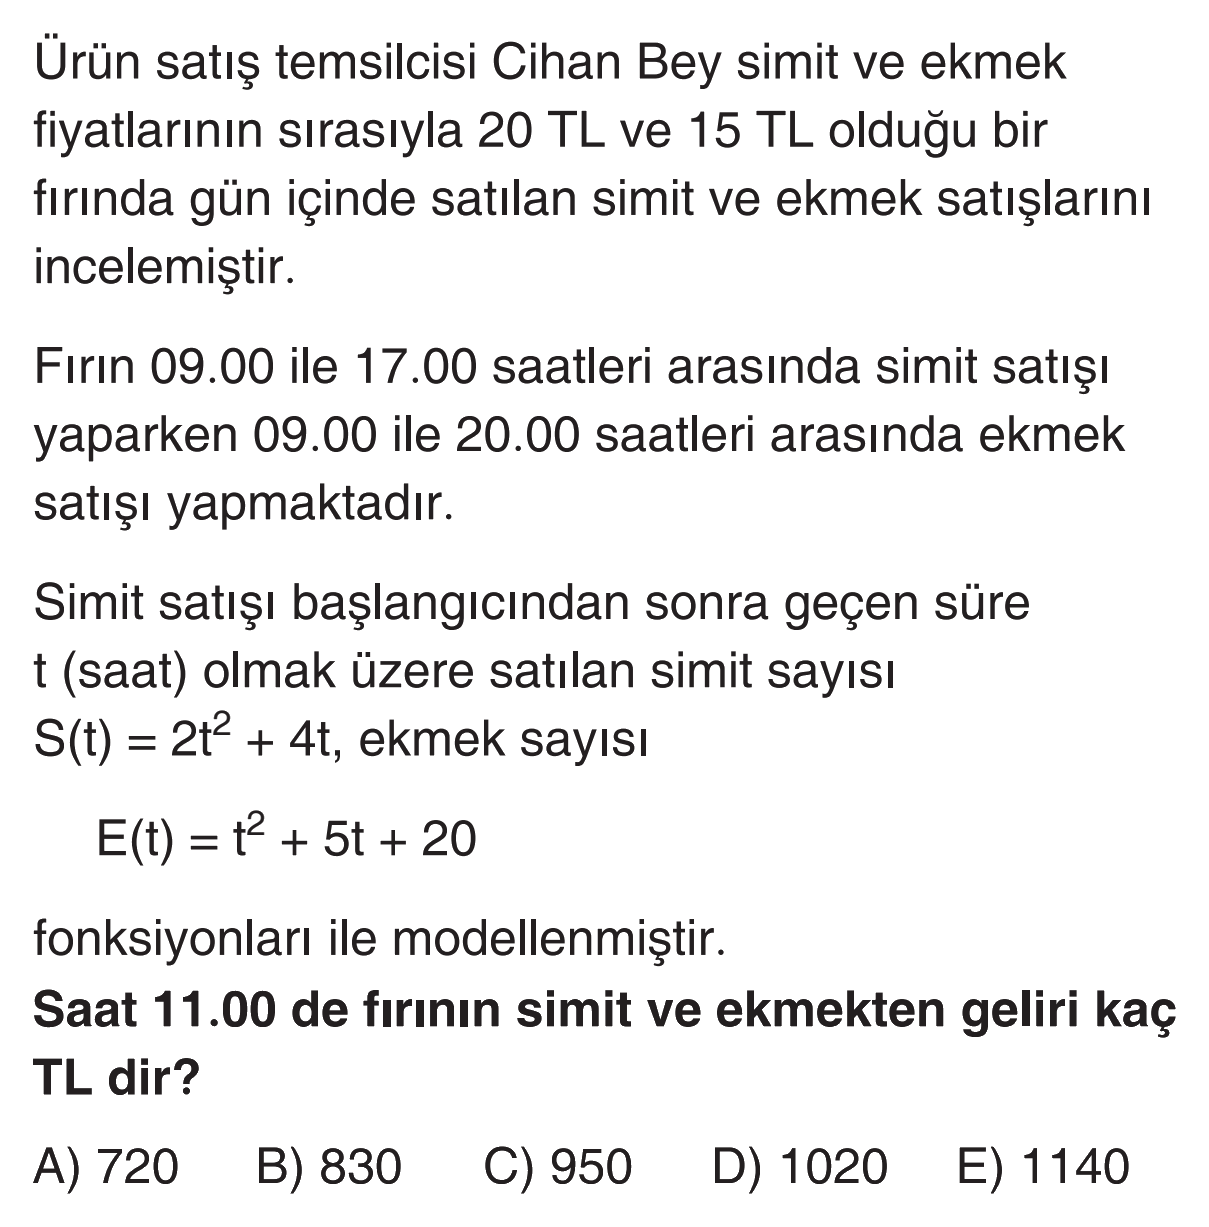 Ürün satış temsilcisi Cihan Bey simit ve ekmek
fiyatlarının sırasıyla 20 TL ve 15 TL olduğu bir
fırında gün içinde satılan simit ve ekmek satışlarını
incelemiştir.
Fırın 09.00 ile 17.00 saatleri arasında simit satışı
yaparken 09.00 ile 20.00 saatleri arasında ekmek
satışı yapmaktadır.
Simit satışı başlangıcından sonra geçen süre
t (saat) olmak üzere satılan simit sayısı
S(t) = 2t² + 4t, ekmek sayısı
E(t) = t² + 5t + 20
fonksiyonları ile modellenmiştir.
Saat 11.00 de fırının simit ve ekmekten geliri kaç
TL dir?
A) 720 B) 830 C) 950 D) 1020 E) 1140